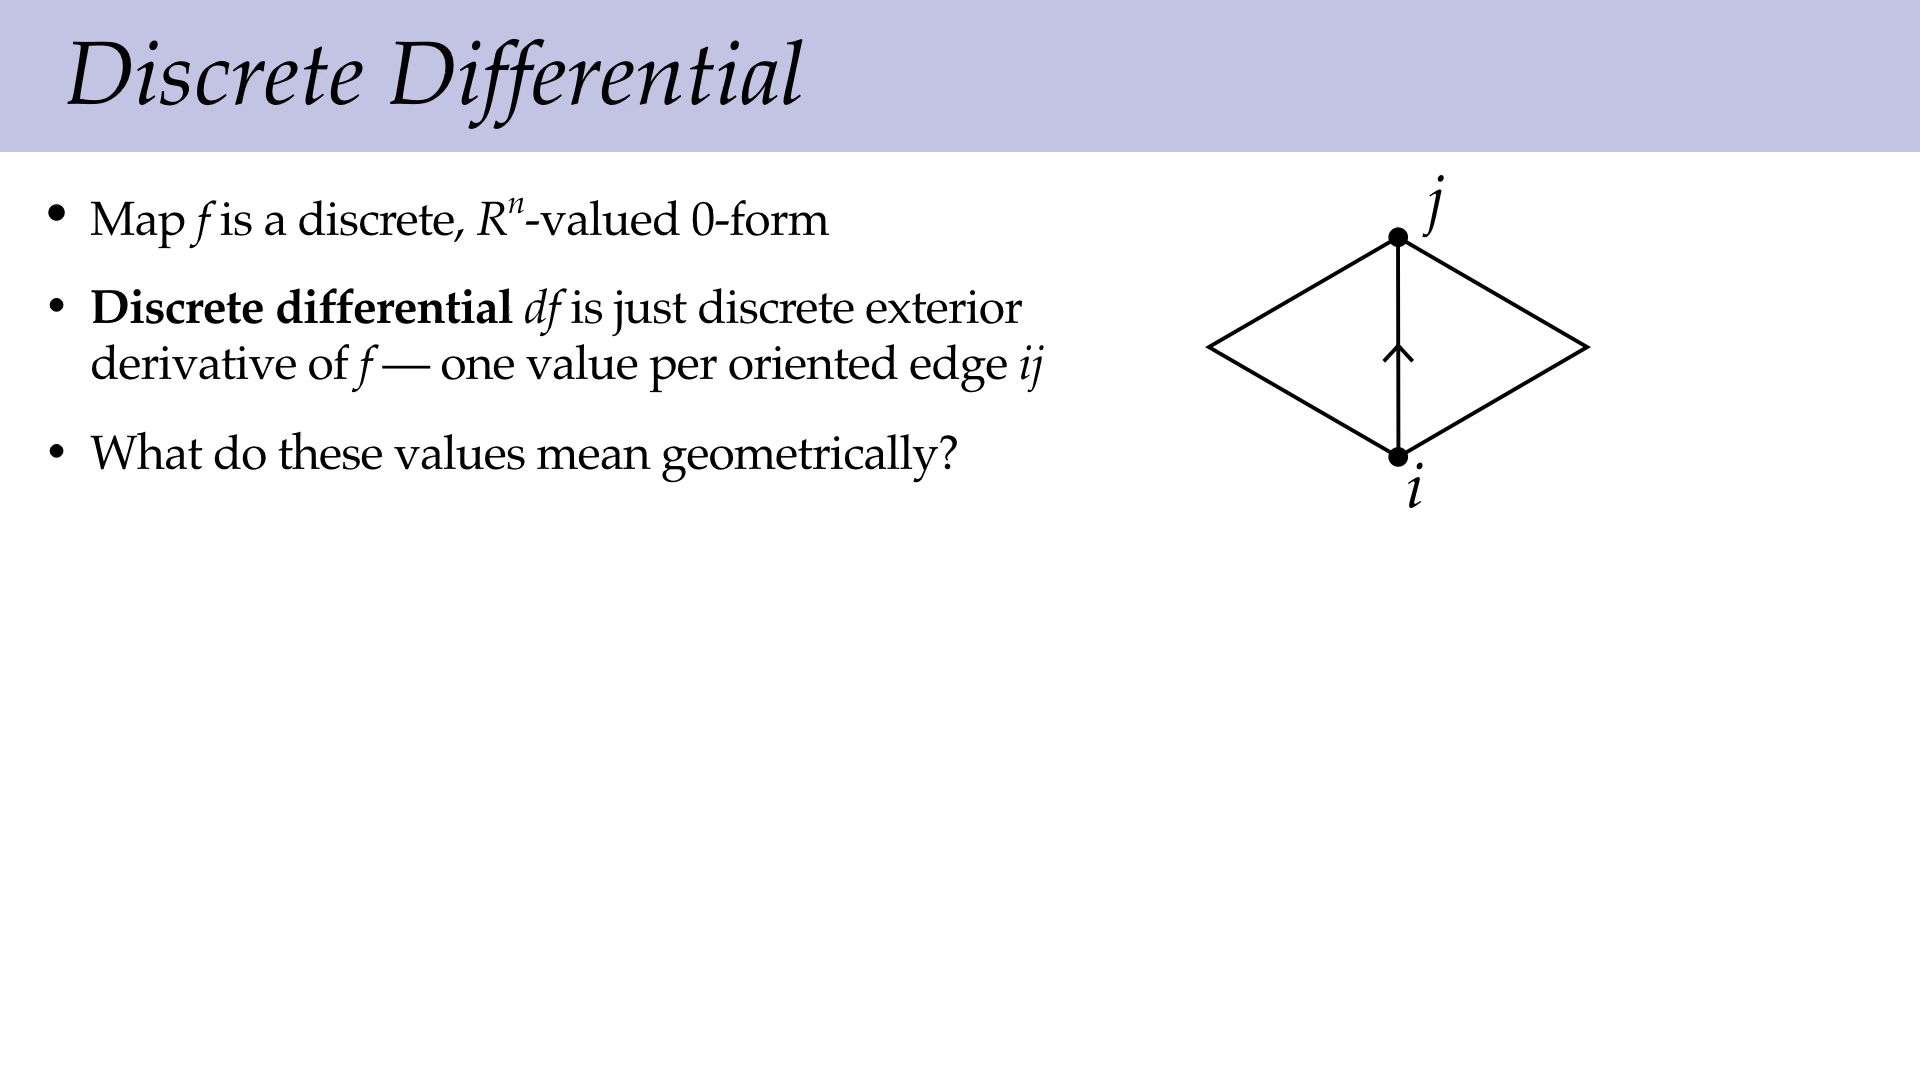 Discrete Differential
• Map f is a discrete, Rⁿ-valued 0-form
• Discrete differential df is just discrete exterior
derivative of f — one value per oriented edge ij
• What do these values mean geometrically?
j
i